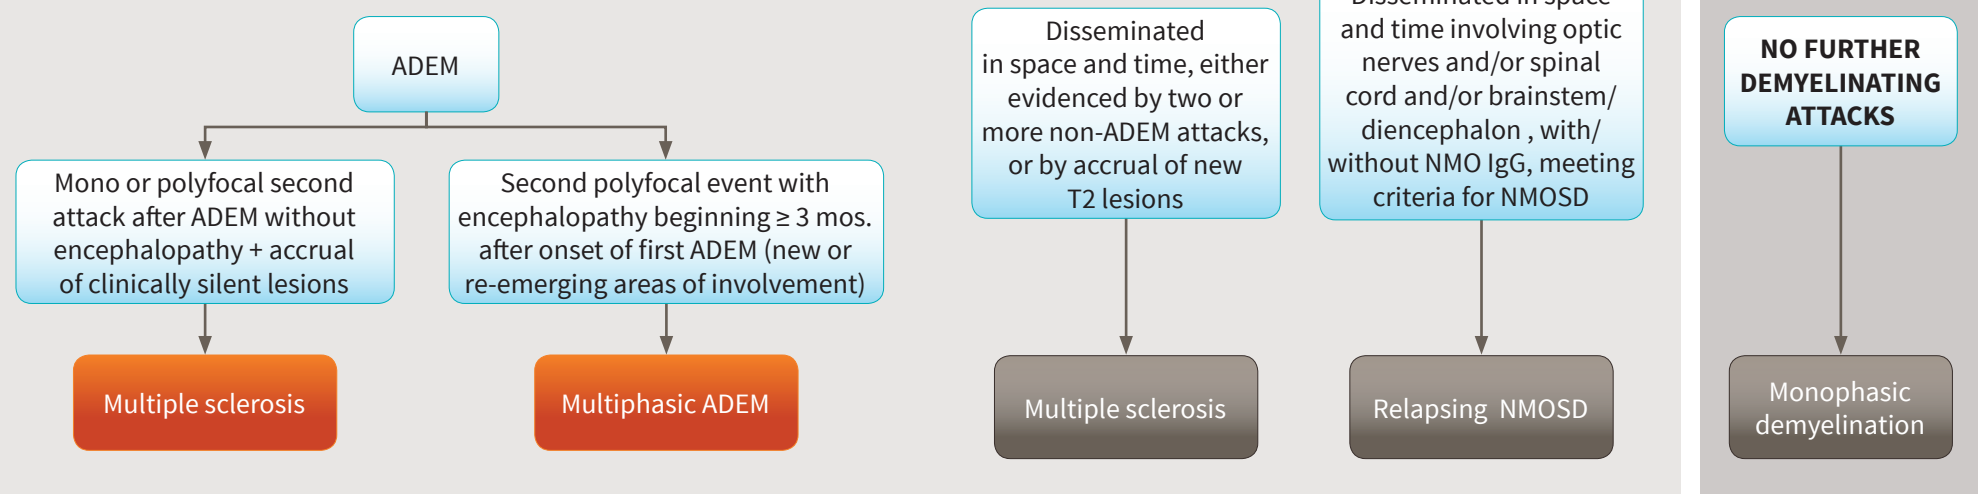 ADEM
Mono or polyfocal second
attack after ADEM without
encephalopathy + accrual
of clinically silent lesions
Multiple sclerosis
Second polyfocal event with
encephalopathy beginning ≥ 3 mos.
after onset of first ADEM (new or
re-emerging areas of involvement)
Multiphasic ADEM
Disseminated
in space and time, either
evidenced by two or
more non-ADEM attacks,
or by accrual of new
T2 lesions
Multiple sclerosis
Disseminated in space
and time involving optic
nerves and/or spinal
cord and/or brainstem/
diencephalon , with/
without NMO IgG, meeting
criteria for NMOSD
Relapsing NMOSD
NO FURTHER
DEMYELINATING
ATTACKS
Monophasic
demyelination